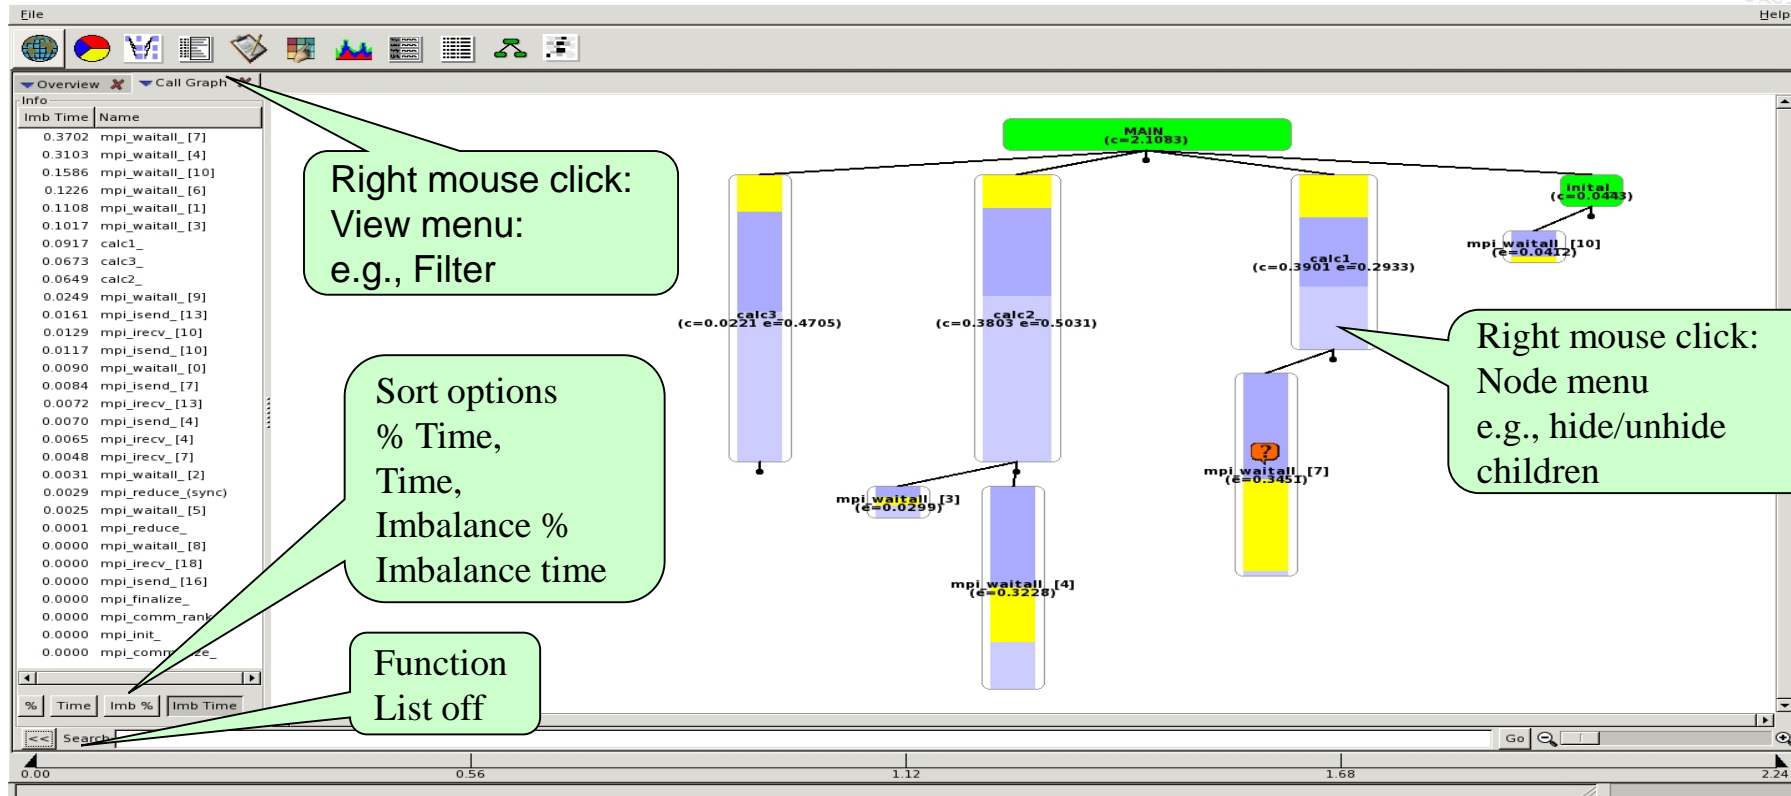 File
Help
Overview
Call Graph
Info
Imb Time Name
0.3702 mpi_waitall_ [7]
0.3103 mpi_waitall_ [4]
0.1586 mpi_waitall_ [10]
0.1226 mpi_waitall_ [6]
0.1108 mpi_waitall_ [1]
0.1017 mpi_waitall_ [3]
0.0917 calc1_
0.0673 calc3_
0.0649 calc2_
0.0249 mpi_waitall_ [9]
0.0161 mpi_isend_ [13]
0.0129 mpi_irecv_ [10]
0.0117 mpi_isend_ [10]
0.0090 mpi_waitall_ [0]
0.0084 mpi_isend_ [7]
0.0072 mpi_irecv_ [13]
0.0070 mpi_isend_ [4]
0.0065 mpi_irecv_ [4]
0.0048 mpi_irecv_ [7]
0.0031 mpi_waitall_ [2]
0.0029 mpi_reduce_(sync)
0.0025 mpi_waitall_ [5]
0.0001 mpi_reduce_
0.0000 mpi_waitall_ [8]
0.0000 mpi_irecv_ [18]
0.0000 mpi_isend_ [16]
0.0000 mpi_finalize_
0.0000 mpi_comm_rank
0.0000 mpi_init_
0.0000
% Time Imb % Imb Time
<< Search
Go
Right mouse click:
View menu:
e.g., Filter
Sort options
% Time,
Time,
Imbalance %
Imbalance time
Function
List off
MAIN_
(c=2.1083)
calc3_
(c=0.0221 e=0.4705)
calc2_
(c=0.3803 e=0.5031)
calc1_
(c=0.3901 e=0.2933)
inital_
(c=0.0443)
mpi_waitall_ [10]
(e=0.0412)
mpi_waitall_ [3]
(e=0.0299)
mpi_waitall_ [4]
(e=0.3228)
?
mpi_waitall_ [7]
(e=0.3451)
Right mouse click:
Node menu
e.g., hide/unhide
children
0.00 0.56 1.12 1.68 2.24